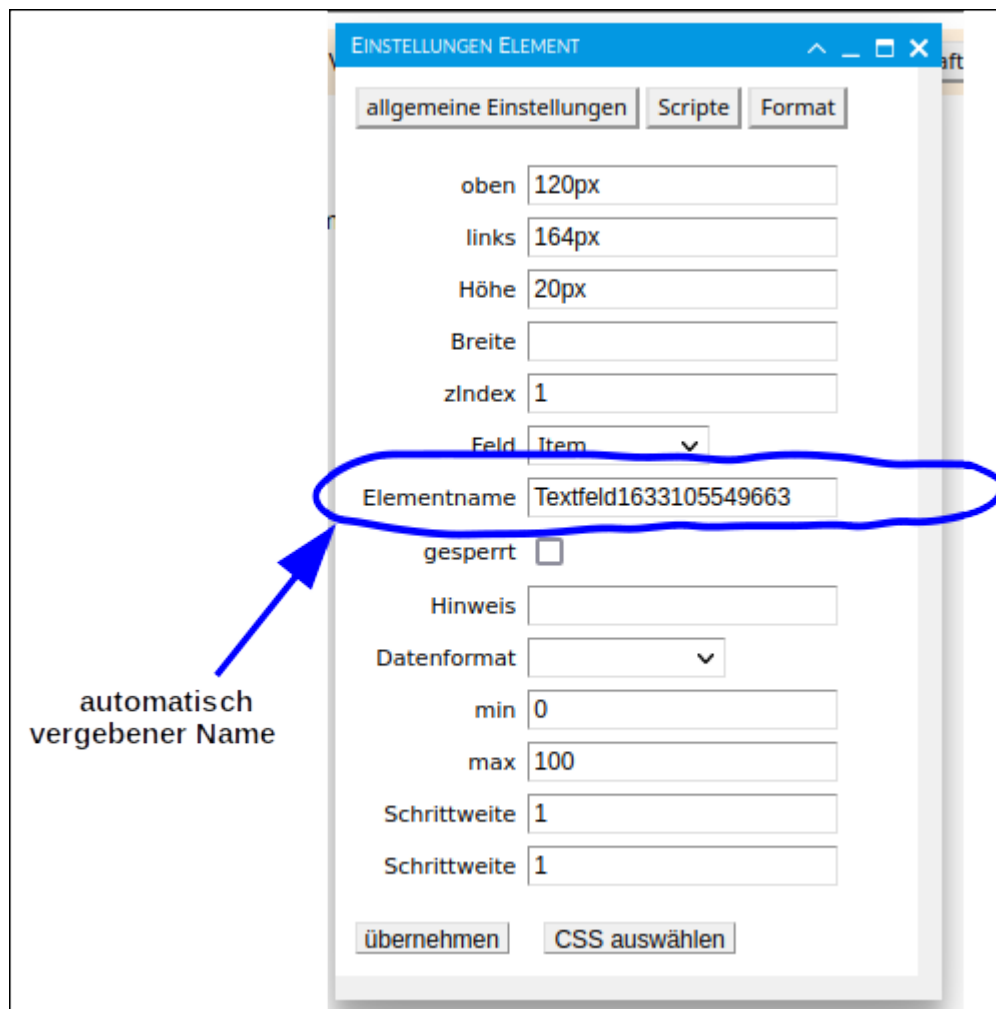 EINSTELLUNGEN ELEMENT
aft
allgemeine Einstellungen Scripte Format
oben 120px
links 164px
Höhe 20px
Breite
zIndex 1
Feld Item
Elementname Textfeld1633105549663
gesperrt
Hinweis
Datenformat
automatisch
vergebener Name
min 0
max 100
Schrittweite 1
Schrittweite 1
übernehmen CSS auswählen